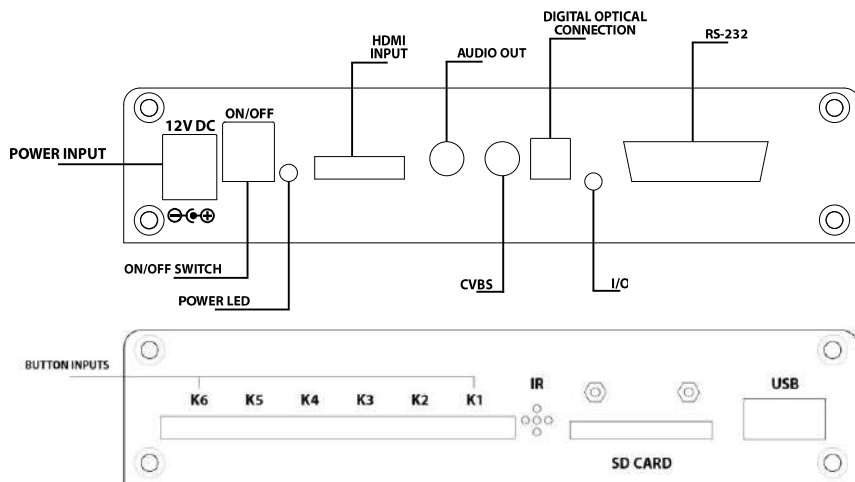 DIGITAL OPTICAL
CONNECTION
HDMI
INPUT
AUDIO OUT
RS-232
ON/OFF
12V DC
POWER INPUT
ON/OFF SWITCH
POWER LED
CVBS
I/O
BUTTON INPUTS
K6 K5 K4 K3 K2 K1
IR
USB
SD CARD